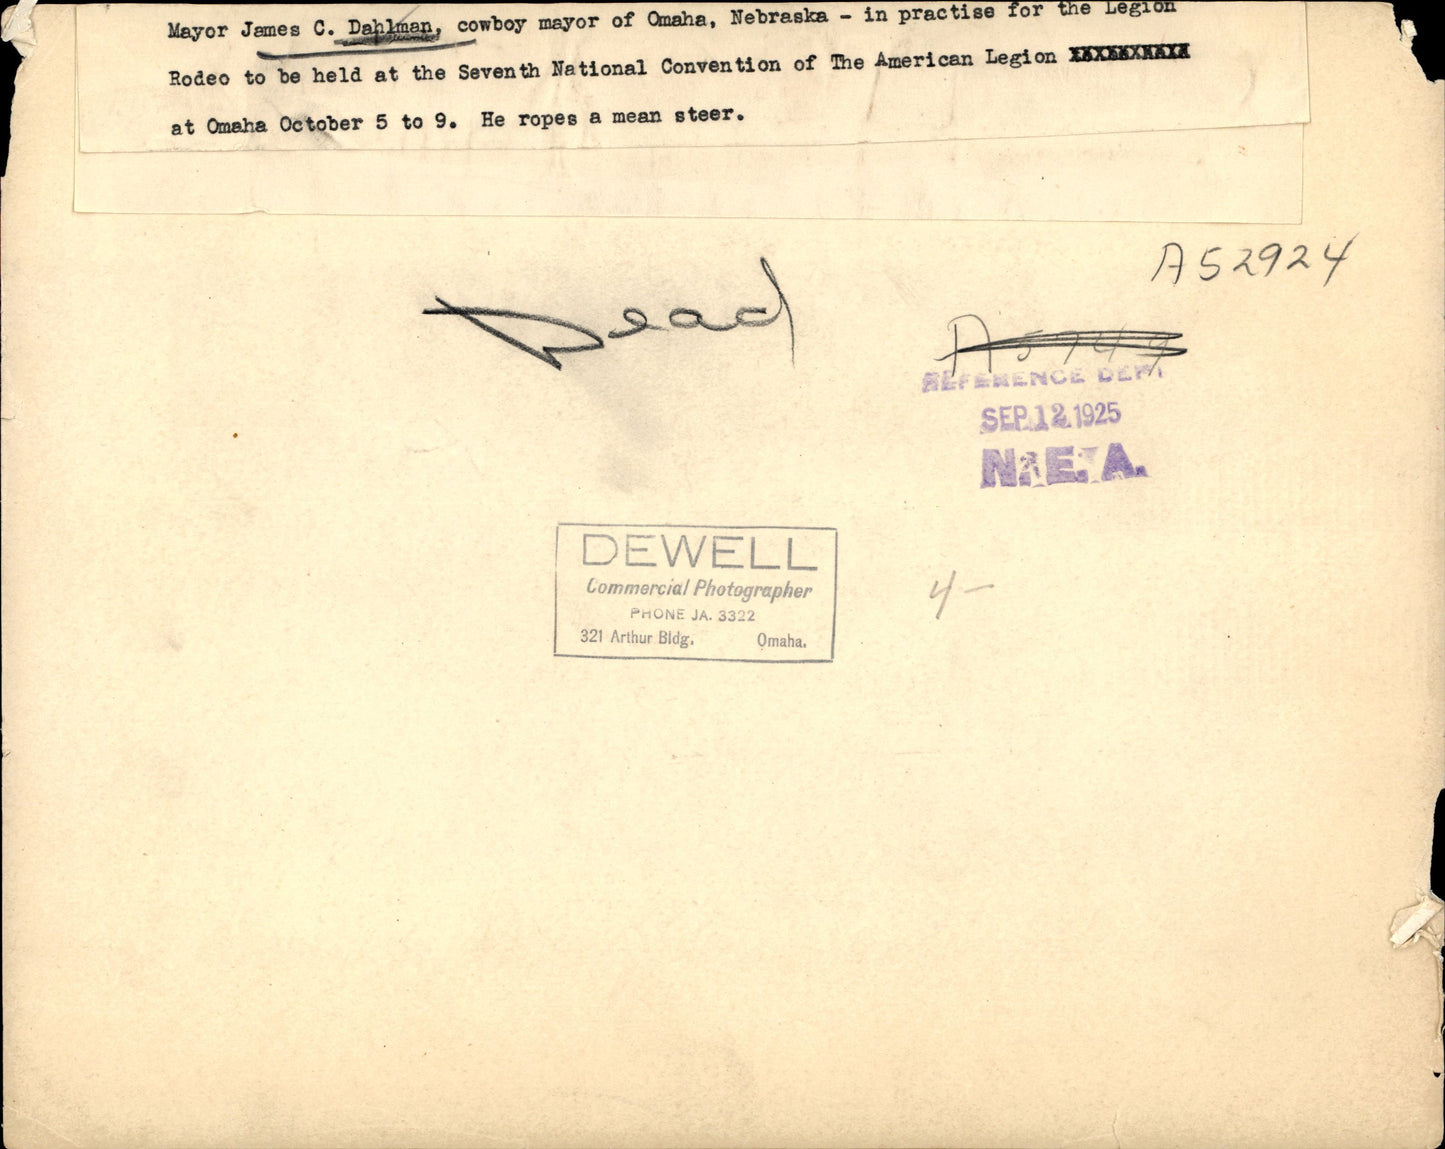 Mayor James C. Dahlman, cowboy mayor of Omaha, Nebraska - in practise for the Legion
Rodeo to be held at the Seventh National Convention of The American Legion
at Omaha October 5 to 9. He ropes a mean steer.
A52924
Dead
A5749
REFERENCE DEPT
SEP 12 1925
N.E.A.
DEWELL
Commercial Photographer
PHONE JA. 3322
321 Arthur Bldg. Omaha.
4-